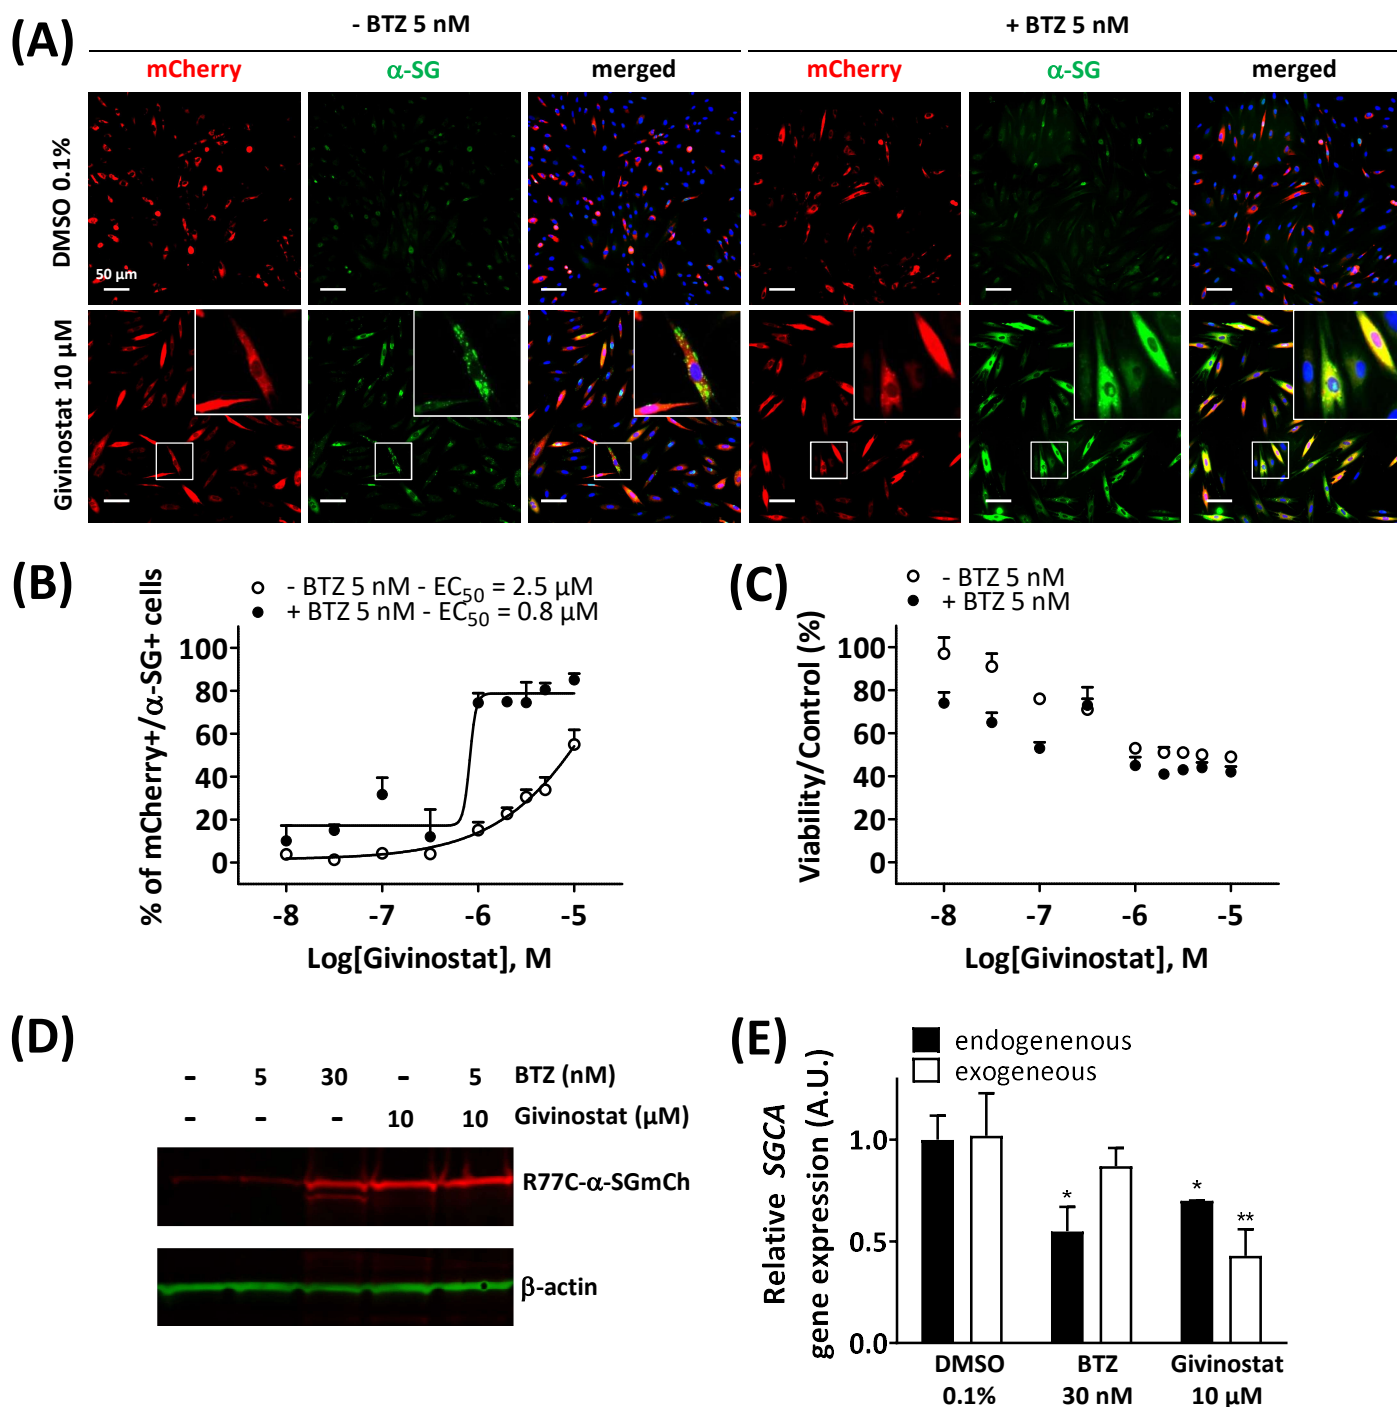 (A)
- BTZ 5 nM
+ BTZ 5 nM
mCherry α-SG merged mCherry α-SG merged
DMSO 0.1%
50 µm
Givinostat 10 µM
(B)
- BTZ 5 nM - EC50 = 2.5 µM
+ BTZ 5 nM - EC50 = 0.8 µM
% of mCherry+/α-SG+ cells
100
80
60
40
20
0
-8 -7 -6 -5
Log[Givinostat], M
(C)
- BTZ 5 nM
+ BTZ 5 nM
Viability/Control (%)
100
80
60
40
20
0
-8 -7 -6 -5
Log[Givinostat], M
(D)
- 5 30 - 5 BTZ (nM)
- - - 10 10 Givinostat (µM)
R77C-α-SGmCh
β-actin
(E)
endogenenous
exogeneous
Relative SGCA
gene expression (A.U.)
1.0
0.5
0.0
* * **
DMSO BTZ Givinostat
0.1% 30 nM 10 µM